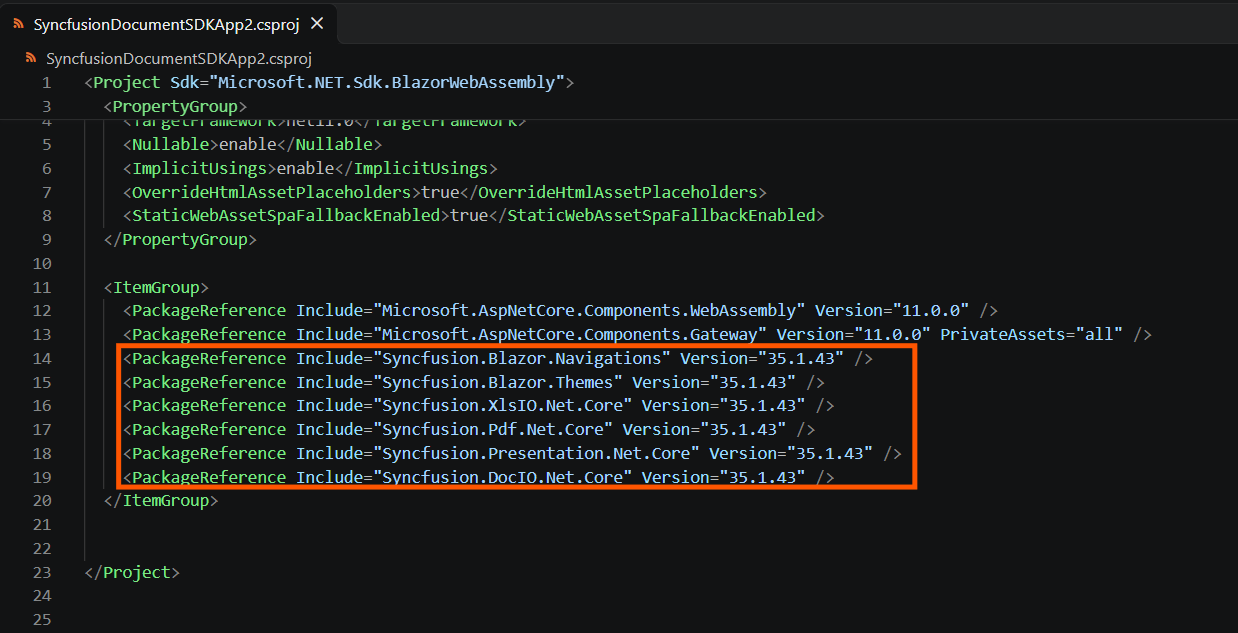 SyncfusionDocumentSDKApp2.csproj
SyncfusionDocumentSDKApp2.csproj
1 <Project Sdk="Microsoft.NET.Sdk.BlazorWebAssembly">
3 <PropertyGroup>
4 <TargetFramework>net11.0</TargetFramework>
5 <Nullable>enable</Nullable>
6 <ImplicitUsings>enable</ImplicitUsings>
7 <OverrideHtmlAssetPlaceholders>true</OverrideHtmlAssetPlaceholders>
8 <StaticWebAssetSpaFallbackEnabled>true</StaticWebAssetSpaFallbackEnabled>
9 </PropertyGroup>
10
11 <ItemGroup>
12 <PackageReference Include="Microsoft.AspNetCore.Components.WebAssembly" Version="11.0.0" />
13 <PackageReference Include="Microsoft.AspNetCore.Components.Gateway" Version="11.0.0" PrivateAssets="all" />
14 <PackageReference Include="Syncfusion.Blazor.Navigations" Version="35.1.43" />
15 <PackageReference Include="Syncfusion.Blazor.Themes" Version="35.1.43" />
16 <PackageReference Include="Syncfusion.XlsIO.Net.Core" Version="35.1.43" />
17 <PackageReference Include="Syncfusion.Pdf.Net.Core" Version="35.1.43" />
18 <PackageReference Include="Syncfusion.Presentation.Net.Core" Version="35.1.43" />
19 <PackageReference Include="Syncfusion.DocIO.Net.Core" Version="35.1.43" />
20 </ItemGroup>
21
22
23 </Project>
24
25